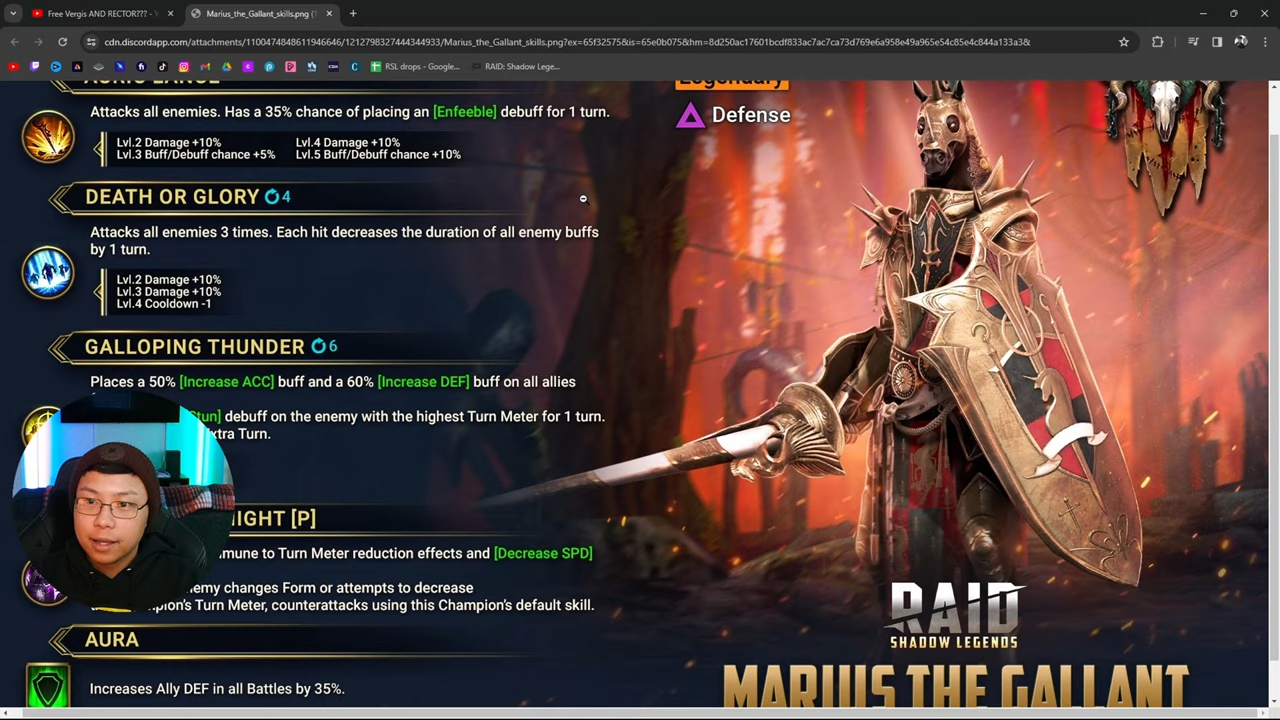 Free Vergis AND RECTOR??? -
Marius_the_Gallant_skills.png (1
cdn.discordapp.com/attachments/1100474848611946646/1212798327444344933/Marius_the_Gallant_skills.png?ex=65f32575&is=65e0b075&hm=8d250ac17601bcdf833ac7ac7ca73d769e6a958e49a965e54c85e4c844a133a3&
RSL drops - Google...
RAID: Shadow Lege...
AURIC LANCE
Attacks all enemies. Has a 35% chance of placing an [Enfeeble] debuff for 1 turn.
Lvl.2 Damage +10%
Lvl.3 Buff/Debuff chance +5%
Lvl.4 Damage +10%
Lvl.5 Buff/Debuff chance +10%
DEATH OR GLORY 4
Attacks all enemies 3 times. Each hit decreases the duration of all enemy buffs
by 1 turn.
Lvl.2 Damage +10%
Lvl.3 Damage +10%
Lvl.4 Cooldown -1
GALLOPING THUNDER 6
Places a 50% [Increase ACC] buff and a 60% [Increase DEF] buff on all allies
debuff on the enemy with the highest Turn Meter for 1 turn.
Turn.
[P]
to Turn Meter reduction effects and [Decrease SPD]
changes Form or attempts to decrease
Champion's Turn Meter, counterattacks using this Champion's default skill.
AURA
Increases Ally DEF in all Battles by 35%.
Legendary
Defense
RAID
SHADOW LEGENDS
MARIUS THE GALLANT